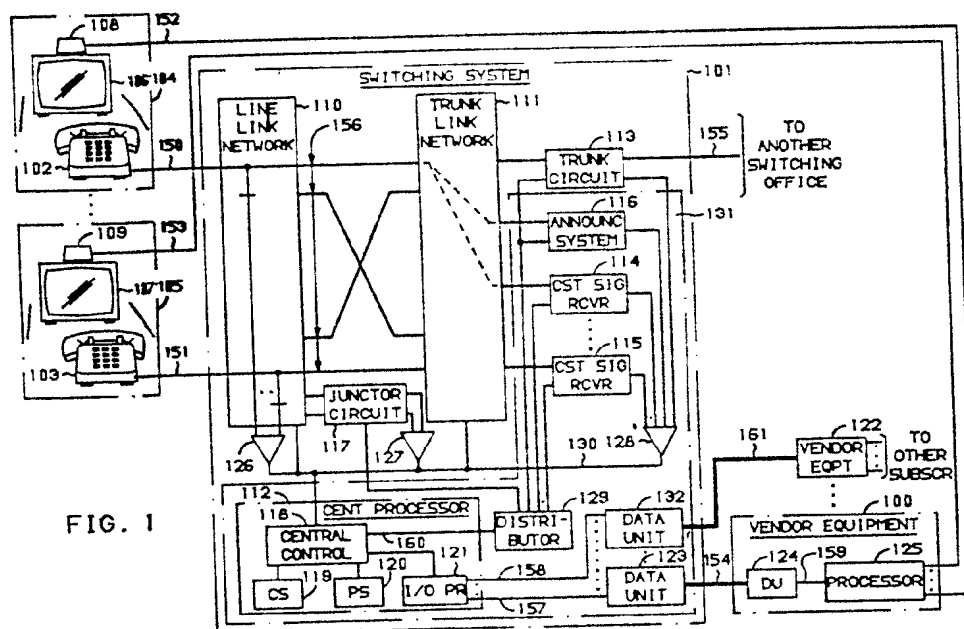 108
152
SWITCHING SYSTEM
101
106
104
110
LINE
LINK
NETWORK
156
111
TRUNK
LINK
NETWORK
113
TRUNK
CIRCUIT
155
TO
ANOTHER
SWITCHING
OFFICE
102
150
116
ANNOUNC
SYSTEM
131
109
153
114
CST SIG
RCVR
107
105
115
CST SIG
RCVR
103
151
JUNCTOR
CIRCUIT
117
126
127
130
128
161
122
VENDOR
EQPT
TO
OTHER
SUBSCR
FIG. 1
112
CENT PROCESSOR
118
CENTRAL
CONTROL
160
129
DISTRI-
BUTOR
132
DATA
UNIT
100
VENDOR EQUIPMENT
121
158
123
DATA
UNIT
154
124
DU
159
125
PROCESSOR
CS
119
PS
120
I/O PR
157